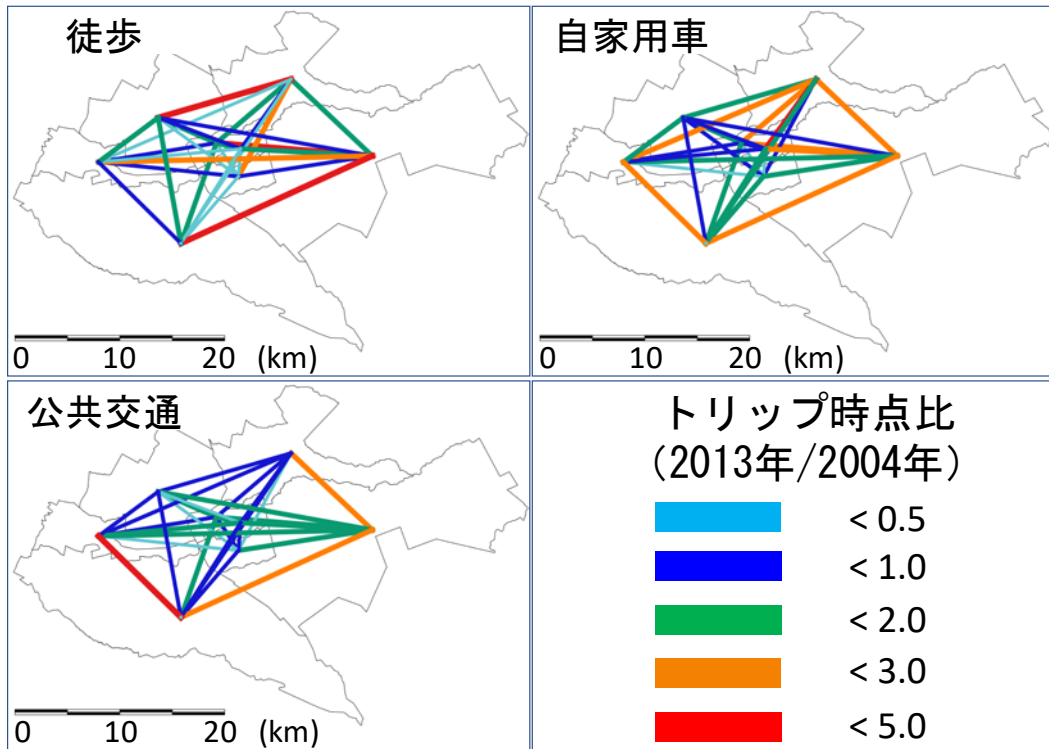 徒歩
0 10 20 (km)
自家用車
0 10 20 (km)
公共交通
0 10 20 (km)
トリップ時点比
(2013年/2004年)
< 0.5
< 1.0
< 2.0
< 3.0
< 5.0